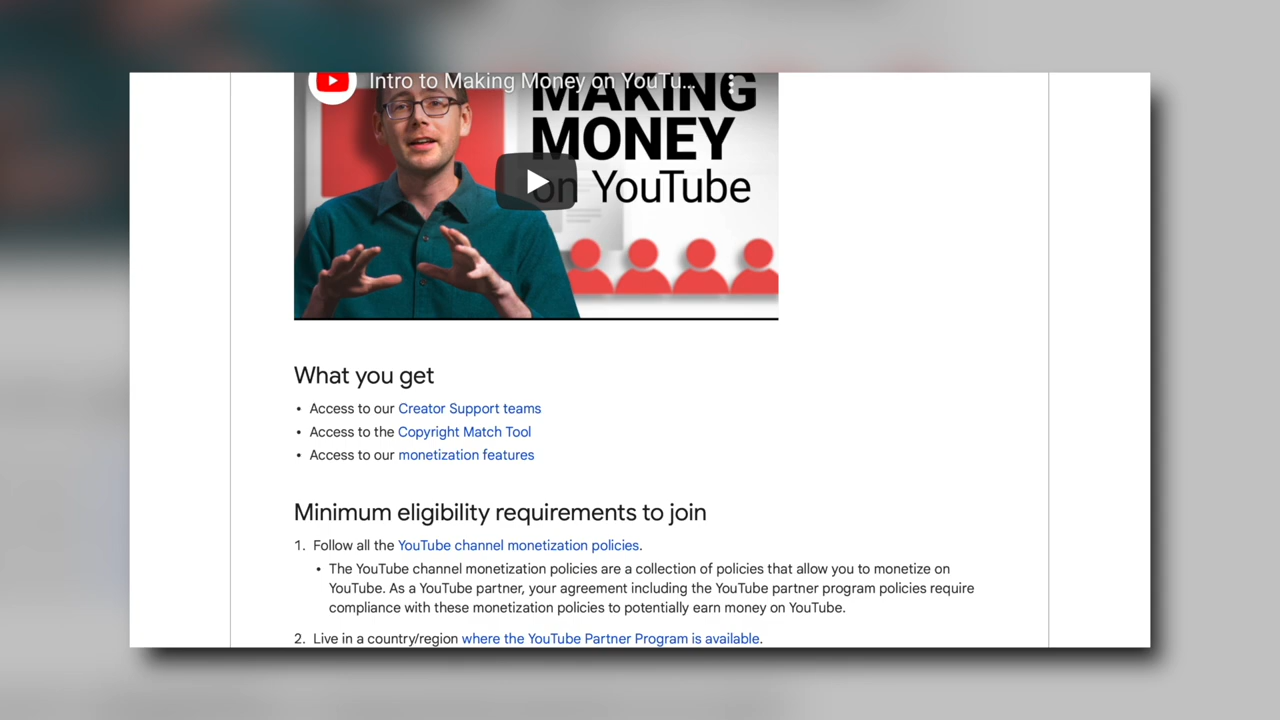 Intro to Making Money on YouTu...
MAKING
MONEY
on YouTube
What you get
• Access to our Creator Support teams
• Access to the Copyright Match Tool
• Access to our monetization features
Minimum eligibility requirements to join
1. Follow all the YouTube channel monetization policies.
• The YouTube channel monetization policies are a collection of policies that allow you to monetize on
YouTube. As a YouTube partner, your agreement including the YouTube partner program policies require
compliance with these monetization policies to potentially earn money on YouTube.
2. Live in a country/region where the YouTube Partner Program is available.